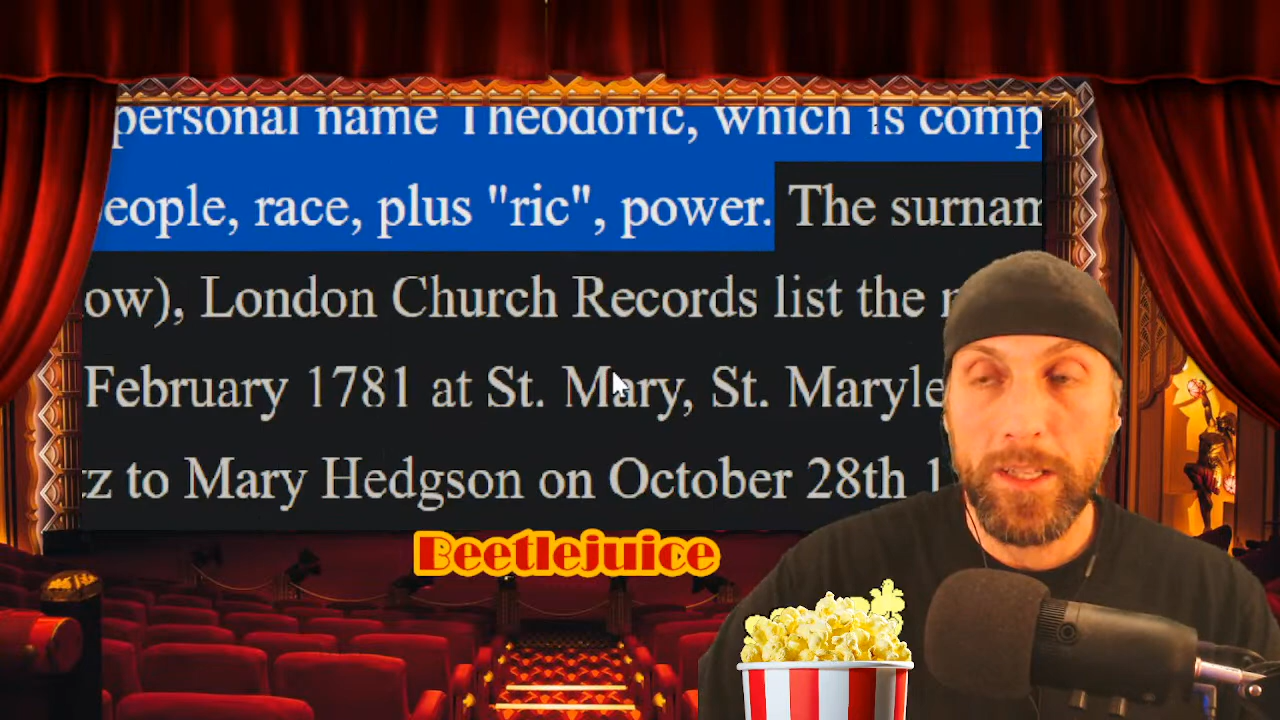 personal name Theodoric, which is comp
eople, race, plus "ric", power. The surnam
ow), London Church Records list the
February 1781 at St. Mary, St. Maryle
tz to Mary Hedgson on October 28th 1
Beetlejuice